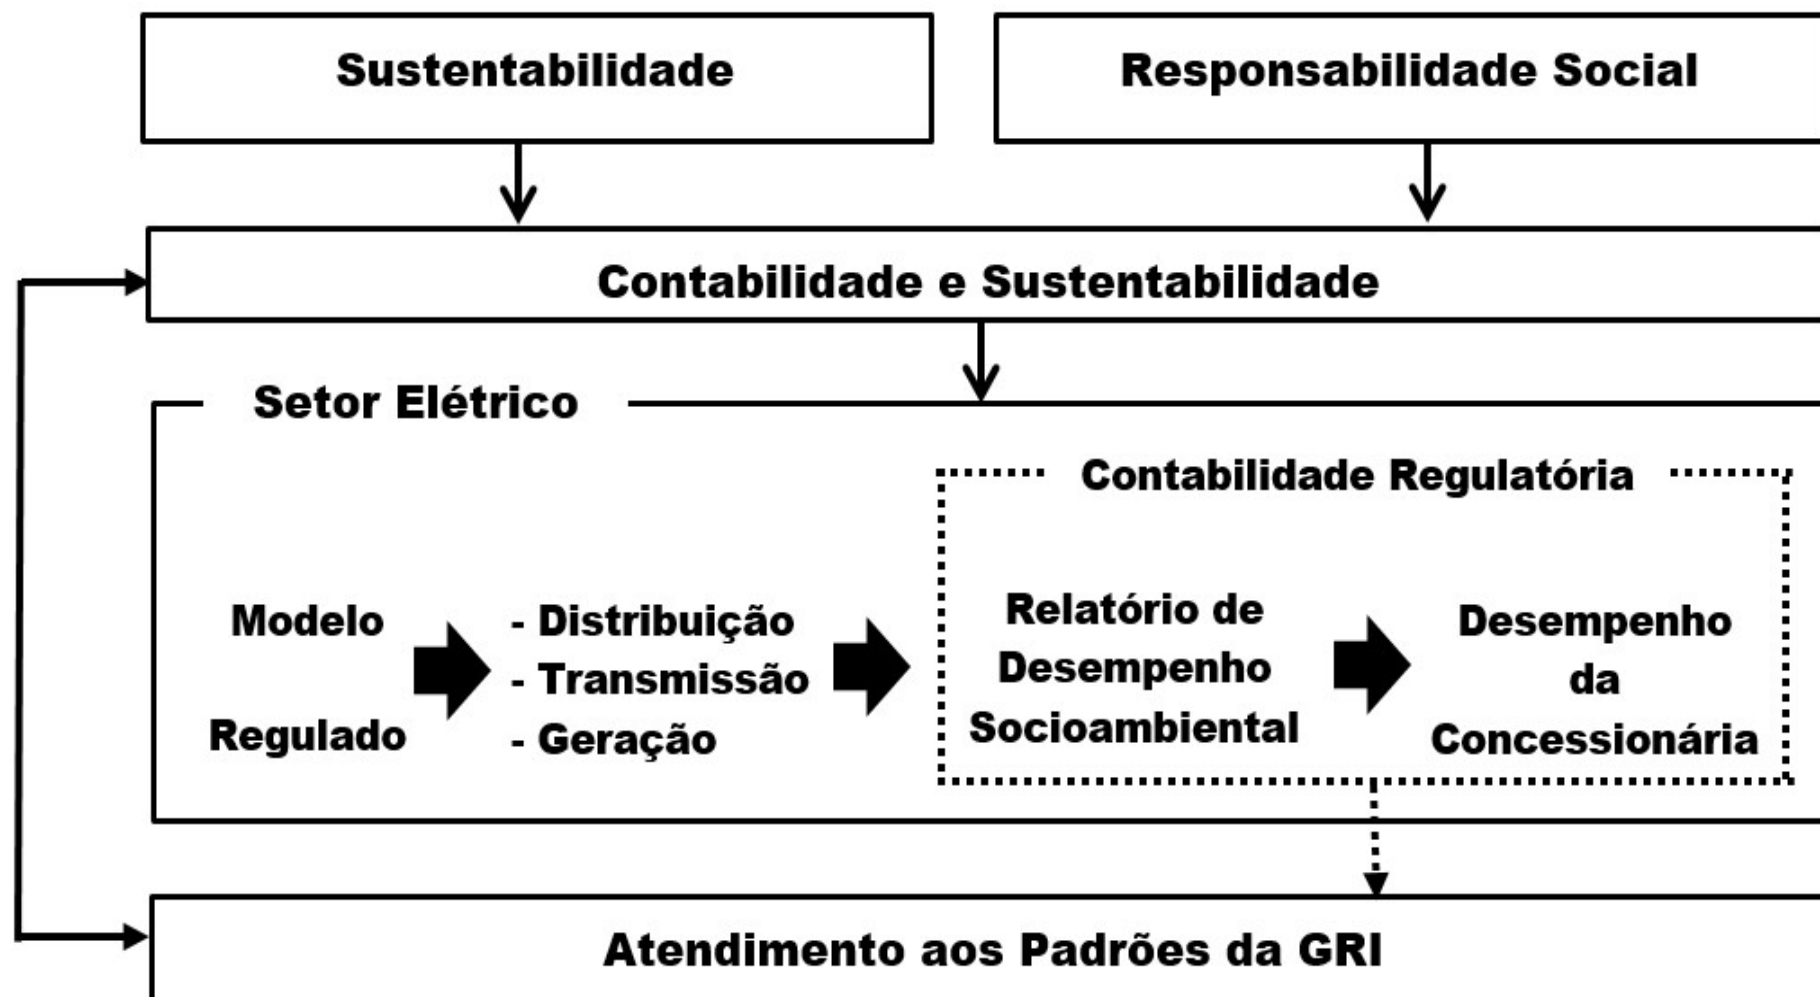 Sustentabilidade
Responsabilidade Social
Contabilidade e Sustentabilidade
Setor Elétrico
Contabilidade Regulatória
Modelo
Regulado
- Distribuição
- Transmissão
- Geração
Relatório de
Desempenho
Socioambiental
Desempenho
da
Concessionária
Atendimento aos Padrões da GRI